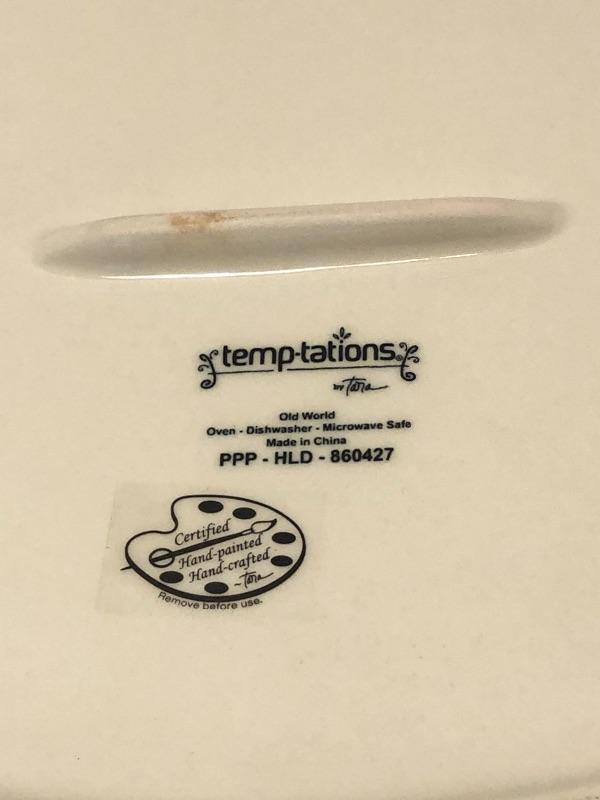 temp-tations®
by Tara
Old World
Oven - Dishwasher - Microwave Safe
Made in China
PPP - HLD - 860427
Certified
Hand-painted
Hand-crafted
~Tara
Remove before use.